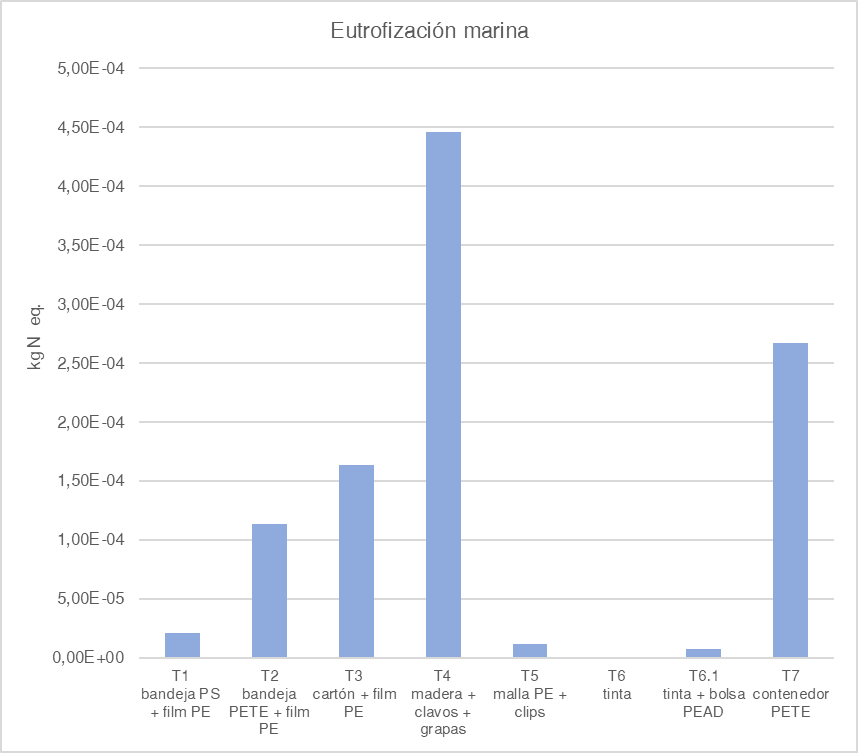 Eutrofización marina
5,00E-04
4,50E-04
4,00E-04
3,50E-04
3,00E-04
2,50E-04
2,00E-04
1,50E-04
1,00E-04
5,00E-05
0,00E+00
kg N eq.
T1
bandeja PS
+ film PE
T2
bandeja
PETE + film
PE
T3
cartón + film
PE
T4
madera +
clavos +
grapas
T5
malla PE +
clips
T6
tinta
T6.1
tinta + bolsa
PEAD
T7
contenedor
PETE